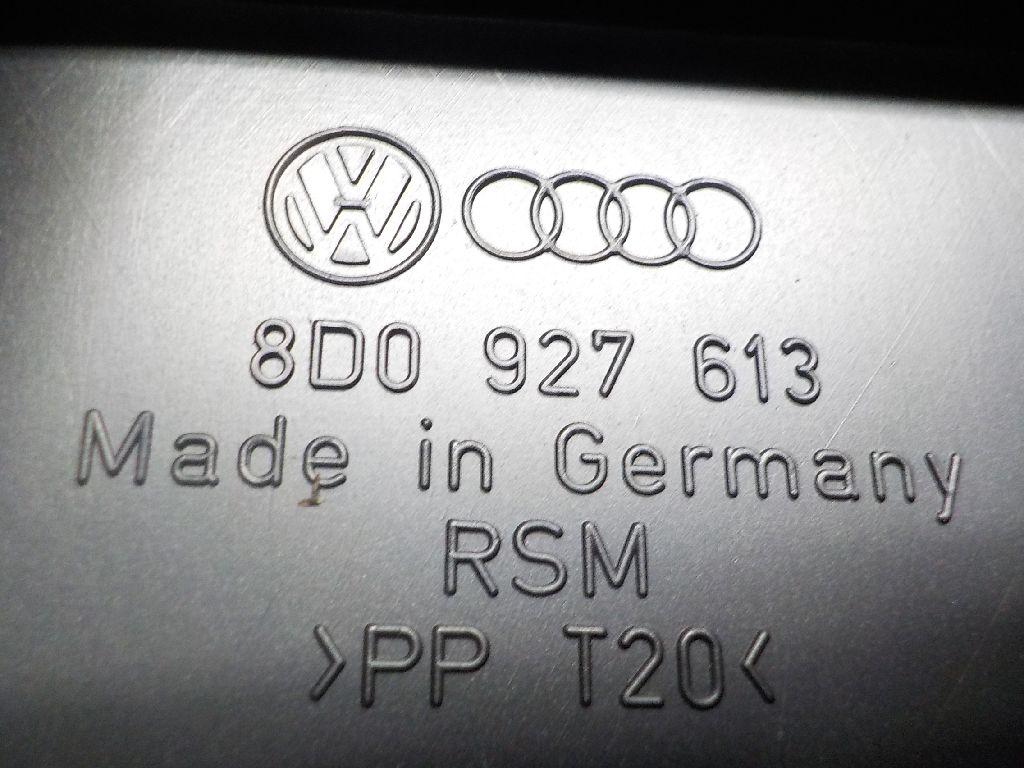 8D0 927 613
Made in Germany
RSM
>PP T20<